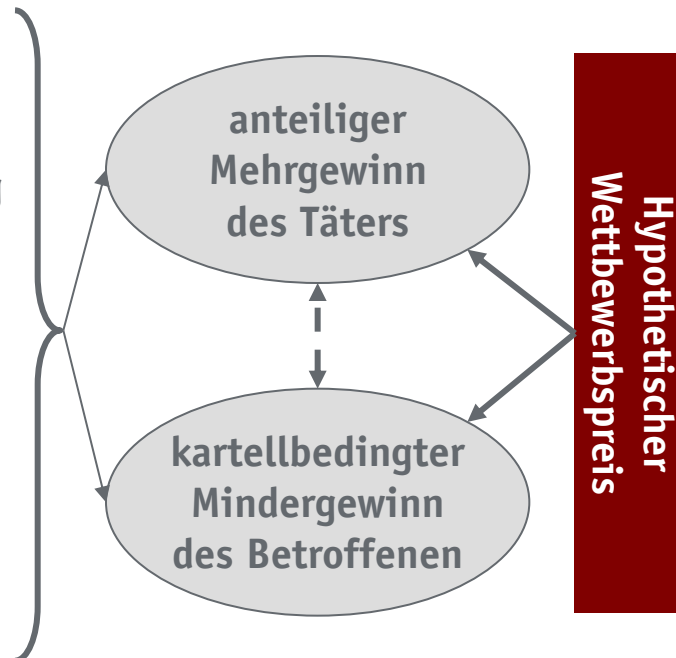 anteiliger
Mehrgewinn
des Täters
kartellbedingter
Mindergewinn
des Betroffenen
Hypothetischer
Wettbewerbspreis